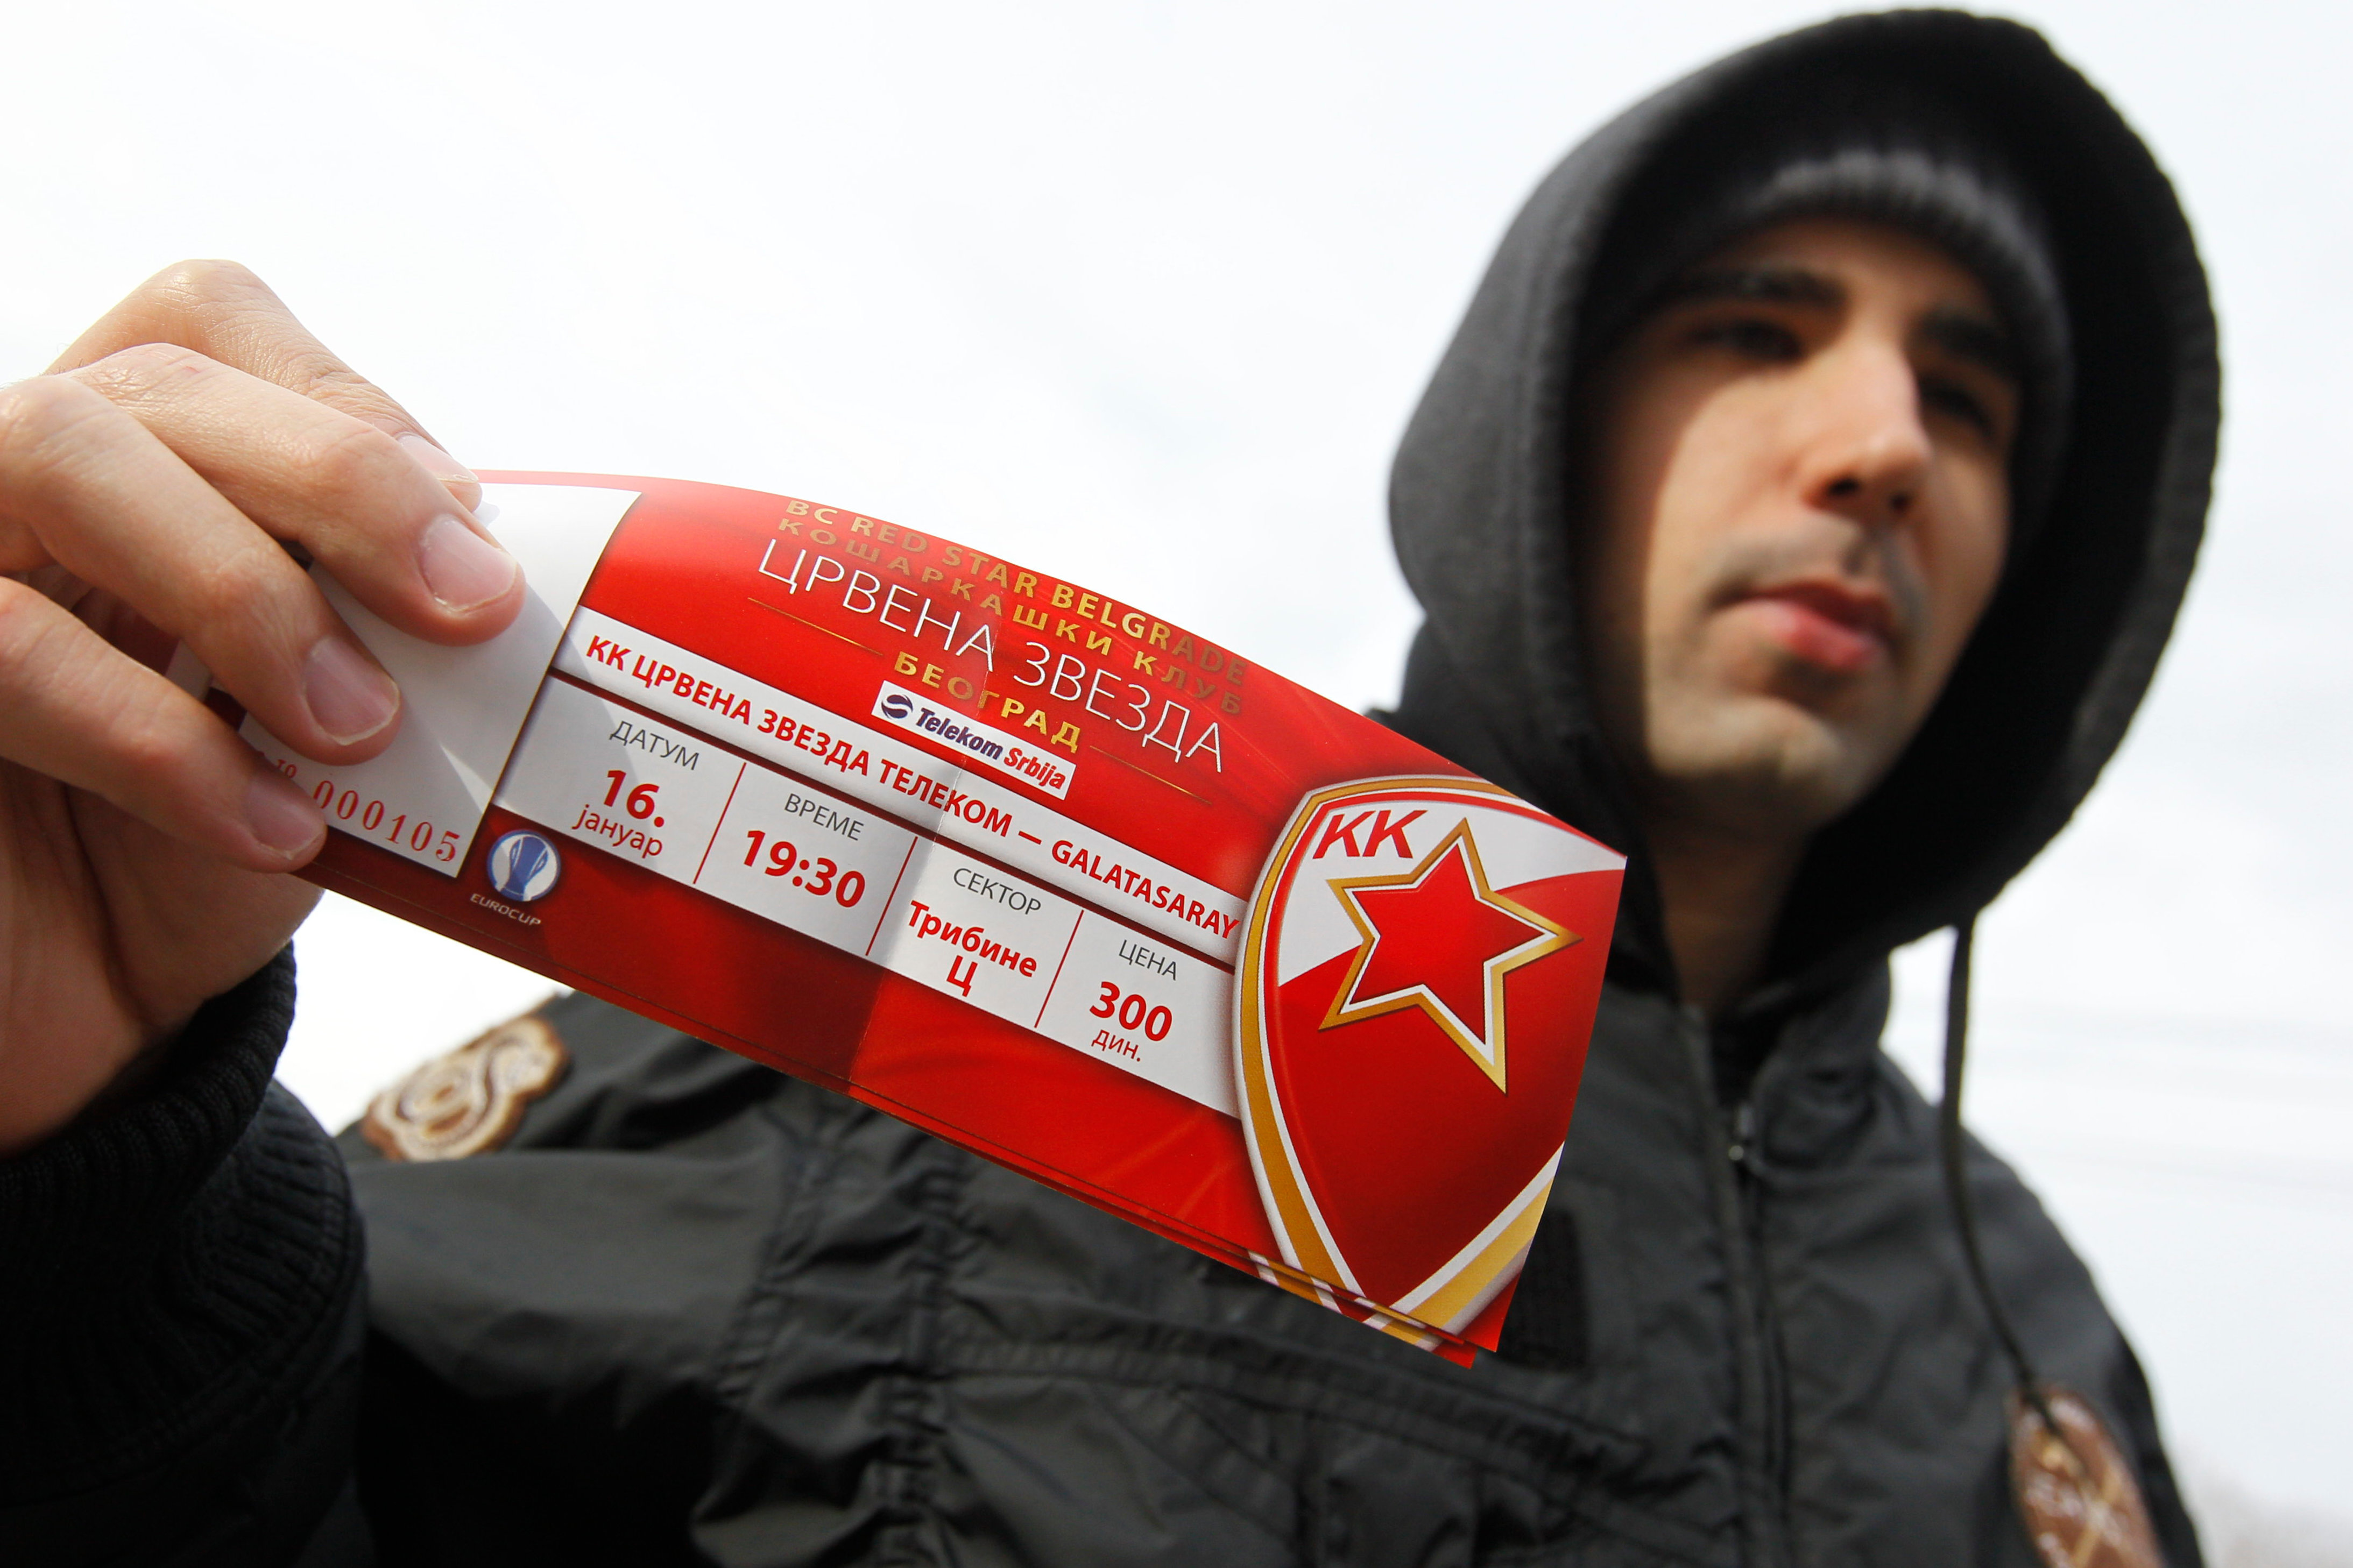 BC RED STAR BELGRADE
КОШАРКАШКИ КЛУБ
ЦРВЕНА ЗВЕЗДА
БЕОГРАД
Telekom Srbija
КК ЦРВЕНА ЗВЕЗДА ТЕЛЕКОМ — GALATASARAY
ДАТУМ
16.
јануар
ВРЕМЕ
19:30
СЕКТОР
Трибине
Ц
ЦЕНА
300
дин.
КК
000105
EUROCUP